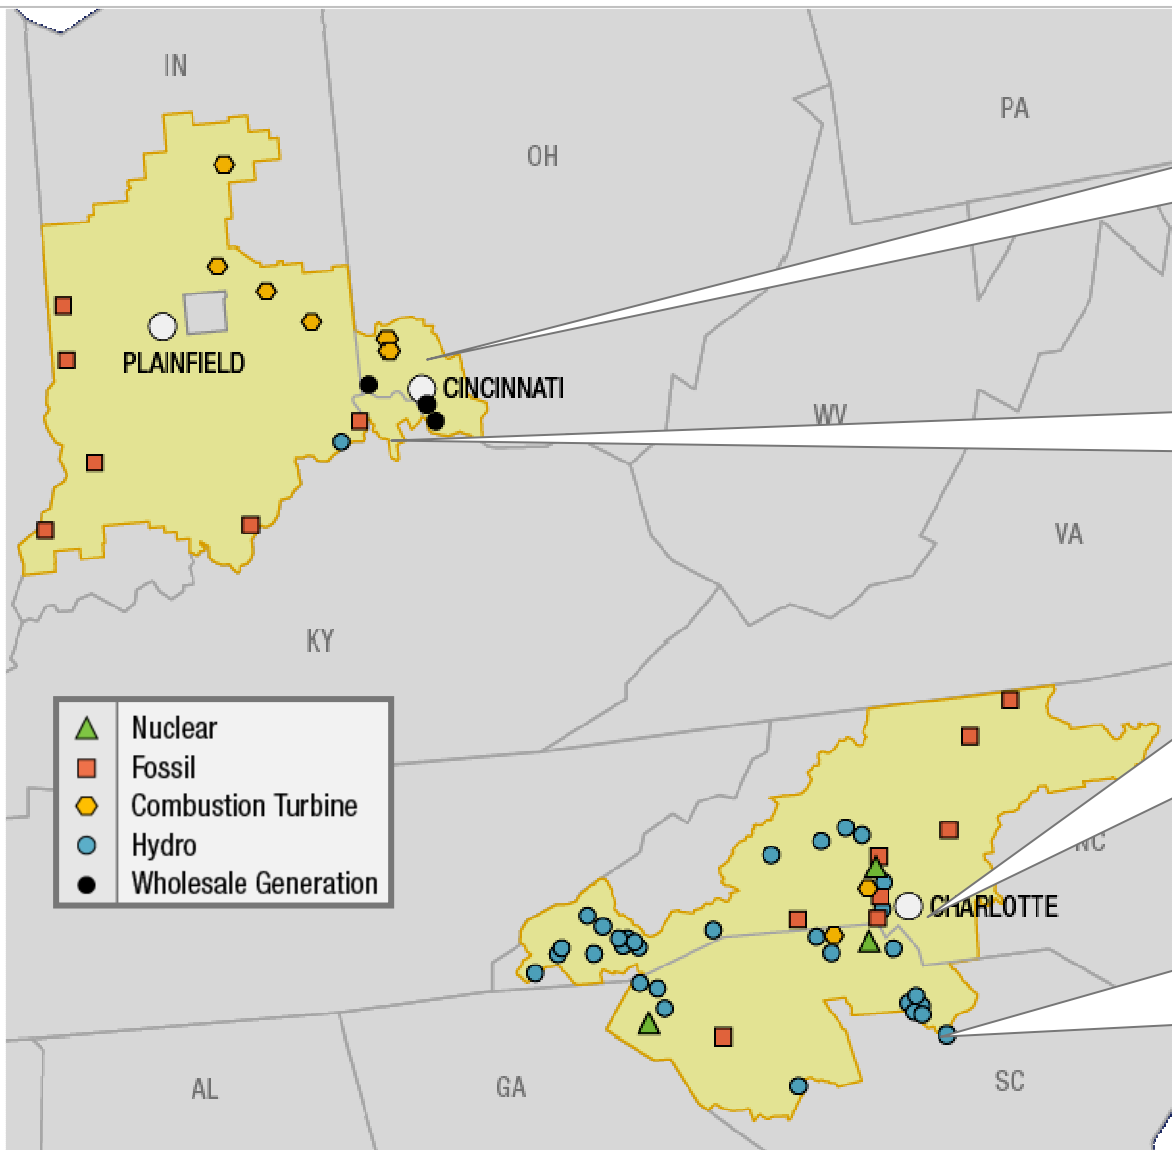 IN
PA
OH
PLAINFIELD
CINCINNATI
WV
VA
KY
Nuclear
Fossil
Combustion Turbine
Hydro
Wholesale Generation
NC
CHARLOTTE
AL
GA
SC